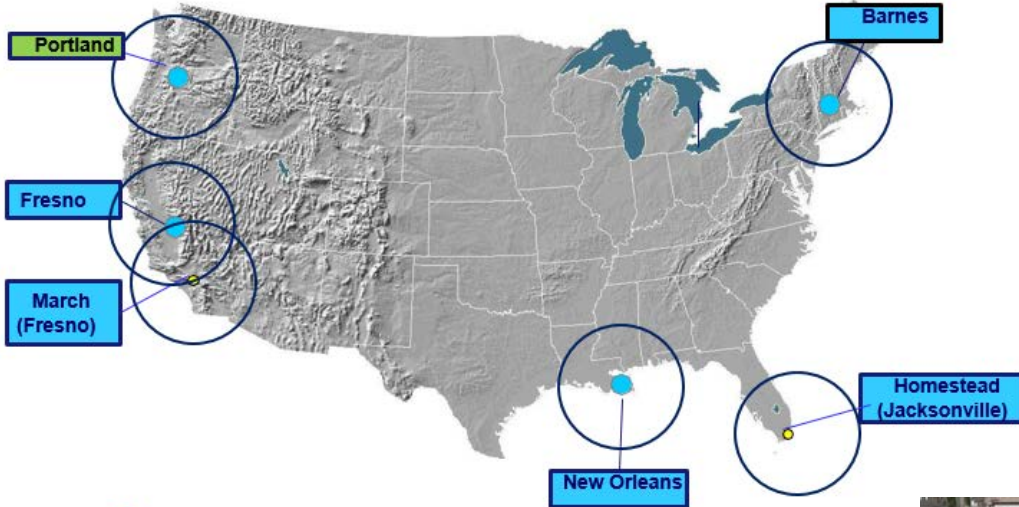 Barnes
Portland
Fresno
March
(Fresno)
Homestead
(Jacksonville)
New Orleans